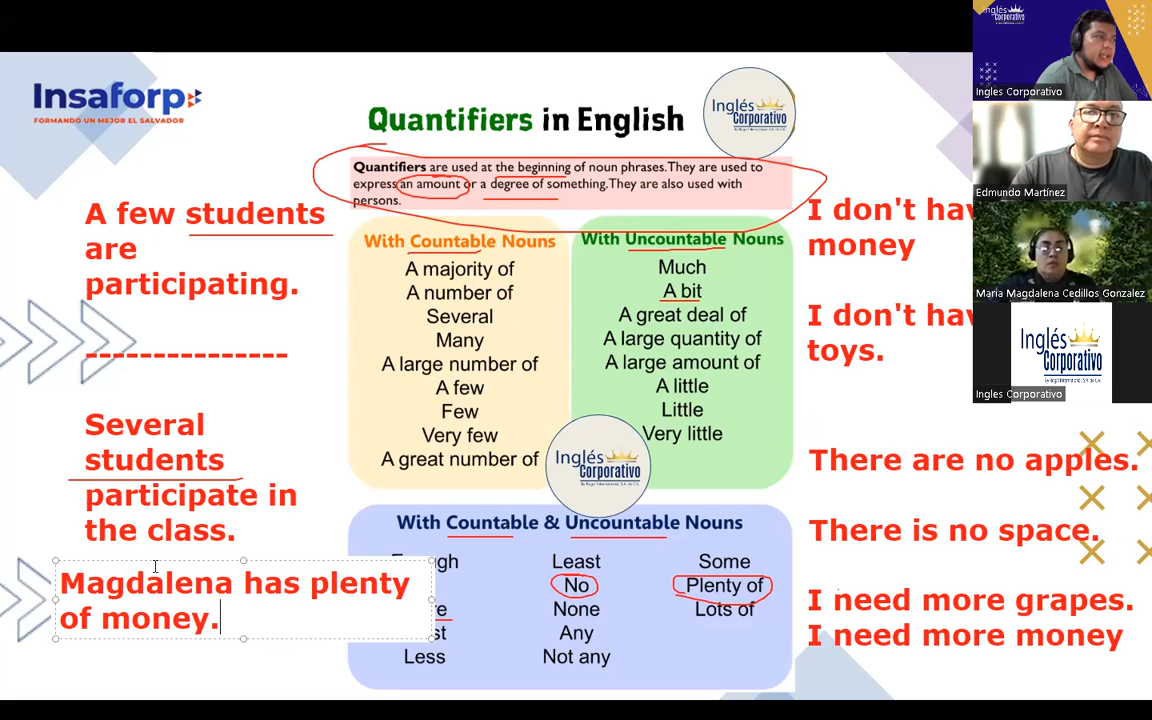 Insaforp
FORMANDO UN MEJOR EL SALVADOR
Quantifiers in English
Inglés
Corporativo
Quantifiers are used at the beginning of noun phrases. They are used to
express an amount or a degree of something. They are also used with
persons.
A few students
are
participating.
---------------
Several
students
participate in
the class.
Magdalena has plenty
of money.
With Countable Nouns
A majority of
A number of
Several
Many
A large number of
A few
Few
Very few
A great number of
With Uncountable Nouns
Much
A bit
A great deal of
A large quantity of
A large amount of
A little
Little
Very little
Inglés
Corporativo
With Countable & Uncountable Nouns
Less
Least
No
None
Any
Not any
Some
Plenty of
Lots of
I don't
money
I don't
toys.
There are no apples.
There is no space.
I need more grapes.
I need more money
Inglés
Corporativo
Ingles Corporativo
Edmundo Martínez
María Magdalena Cedillos Gonzalez
Inglés
Corporativo
Ingles Corporativo